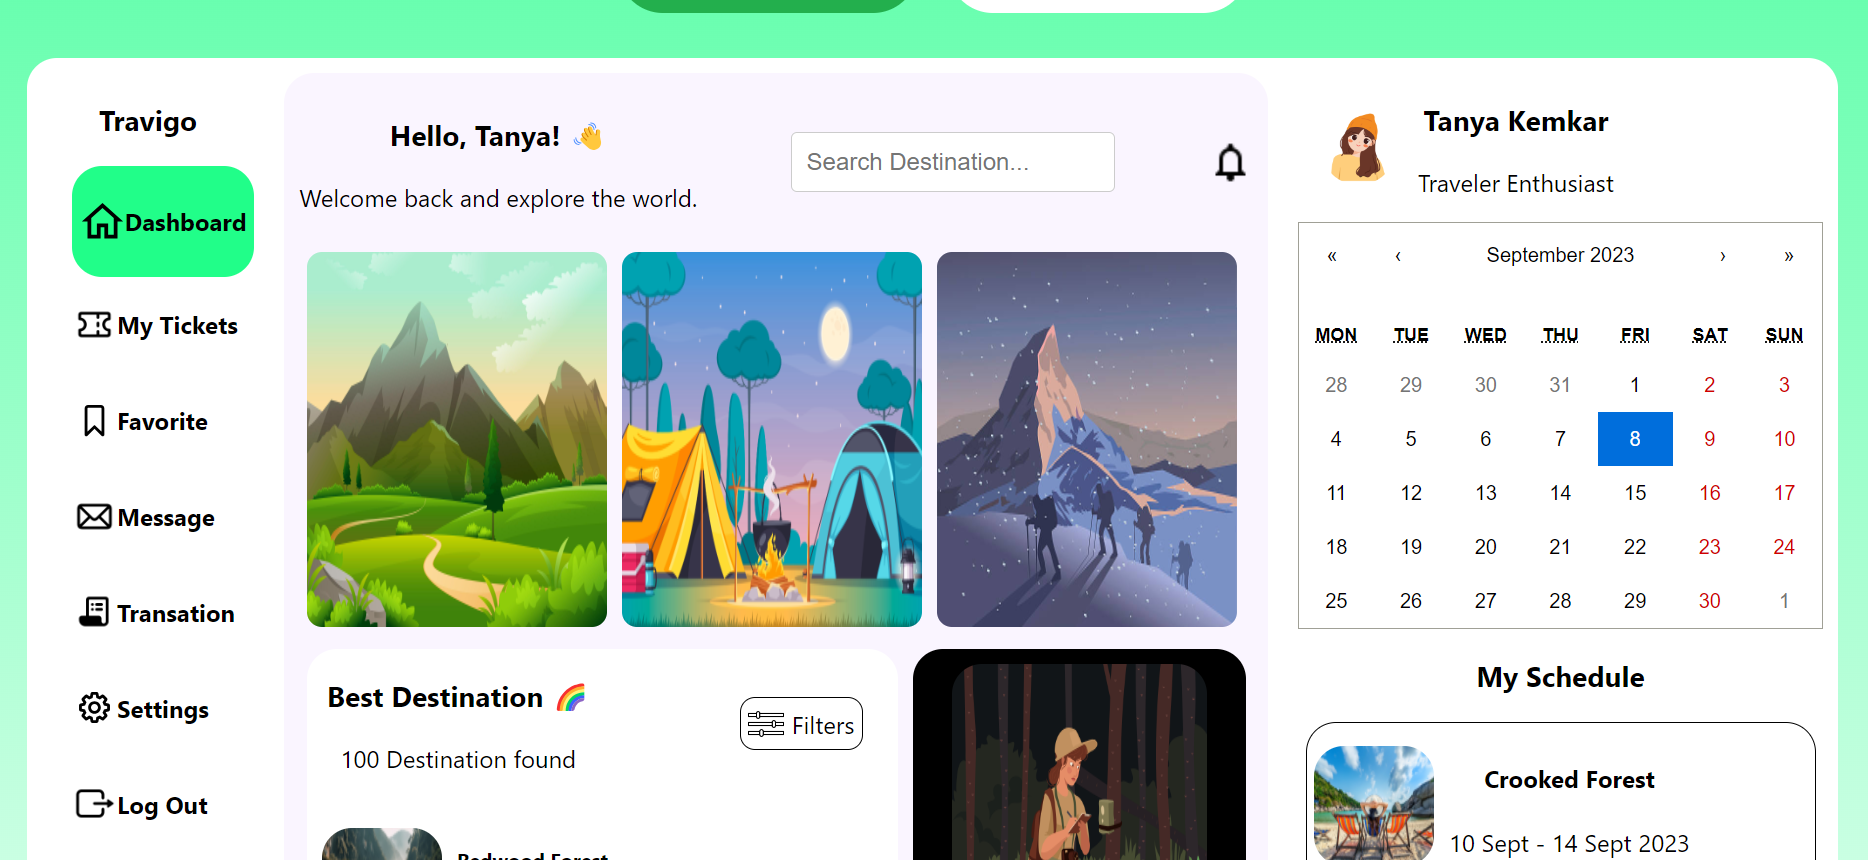 Travigo
Dashboard
My Tickets
Favorite
Message
Transation
Settings
Log Out
Hello, Tanya! 👋
Welcome back and explore the world.
Search Destination...
Best Destination 🌈
100 Destination found
Filters
Redwood Forest
Tanya Kemkar
Traveler Enthusiast
« ‹ September 2023 › »
MON TUE WED THU FRI SAT SUN
28 29 30 31 1 2 3
4 5 6 7 8 9 10
11 12 13 14 15 16 17
18 19 20 21 22 23 24
25 26 27 28 29 30 1
My Schedule
Crooked Forest
10 Sept - 14 Sept 2023